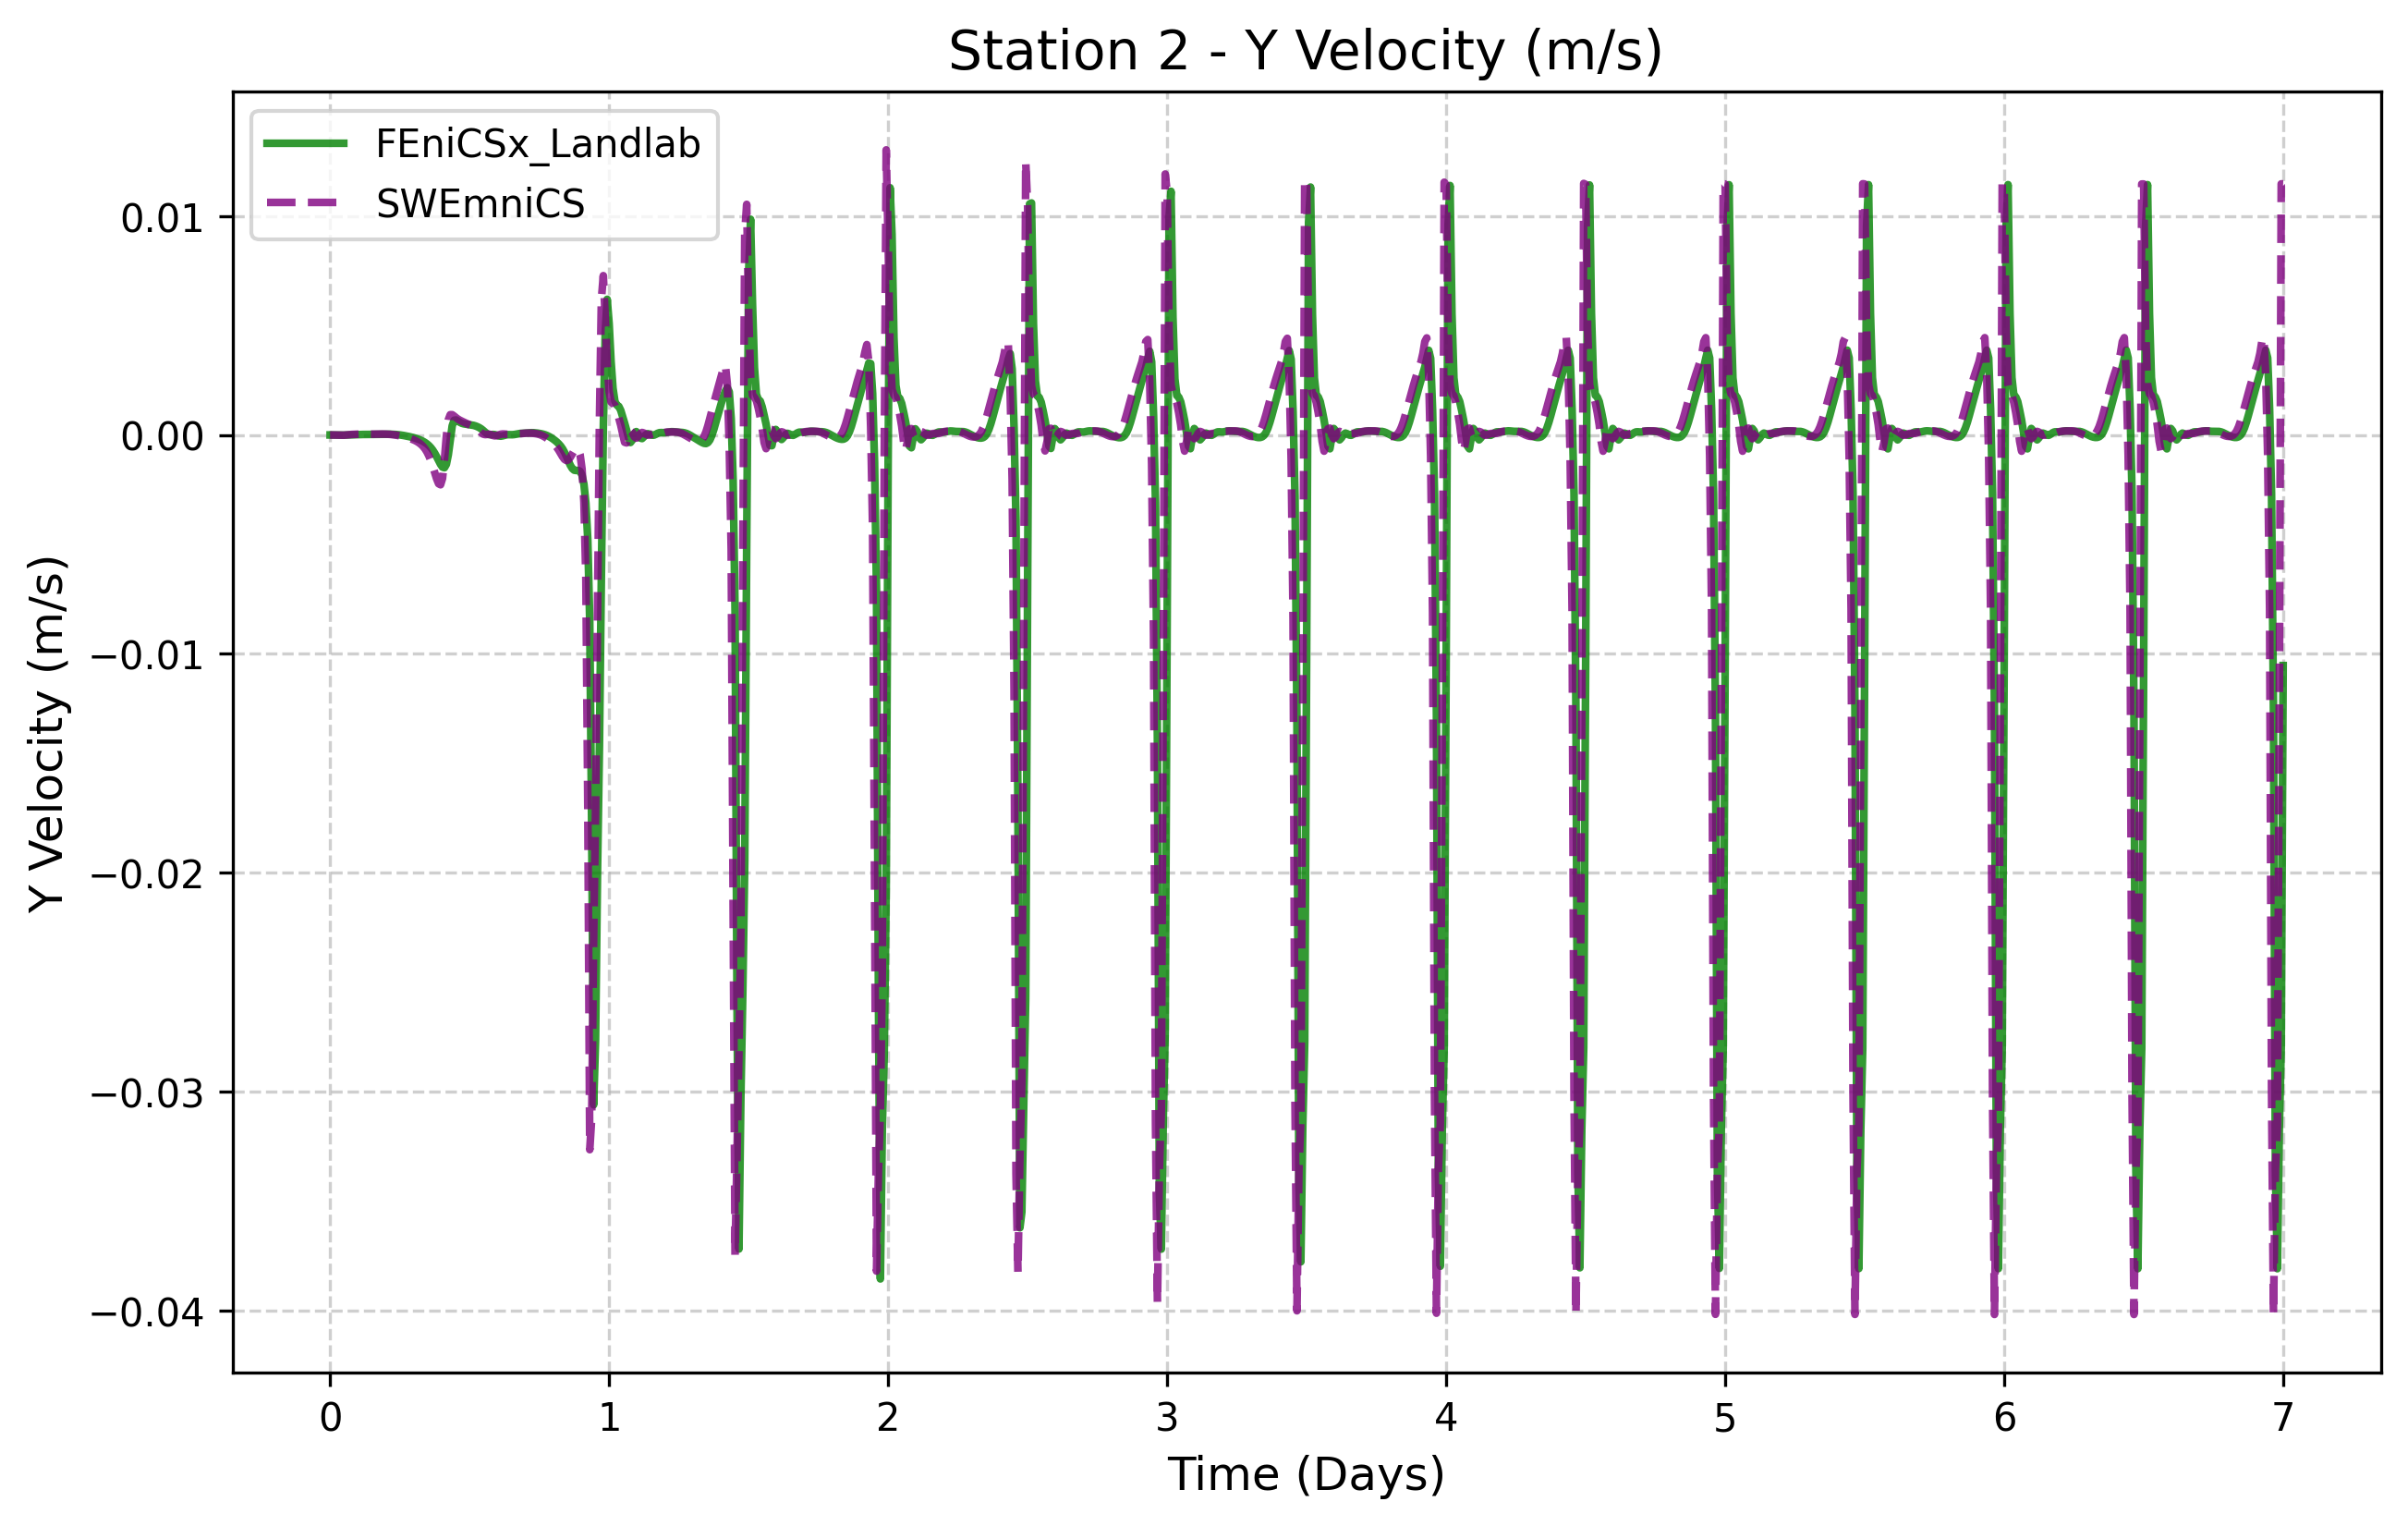 Station 2 - Y Velocity (m/s)
FEniCSx_Landlab
SWEmniCS
Y Velocity (m/s)
0.01
0.00
−0.01
−0.02
−0.03
−0.04
0 1 2 3 4 5 6 7
Time (Days)